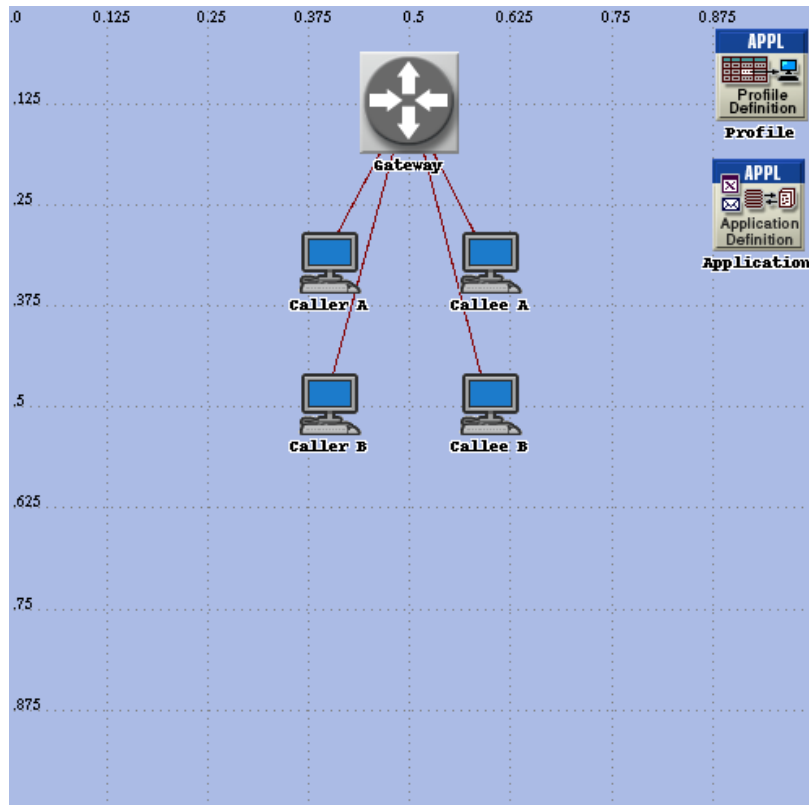 .0 0.125 0.25 0.375 0.5 0.625 0.75 0.875
APPL
Profiile
Definition
Profile
.125
Gateway
APPL
Application
Definition
Application
.25
Caller A Callee A
.375
Caller B Callee B
.5
.625
.75
.875